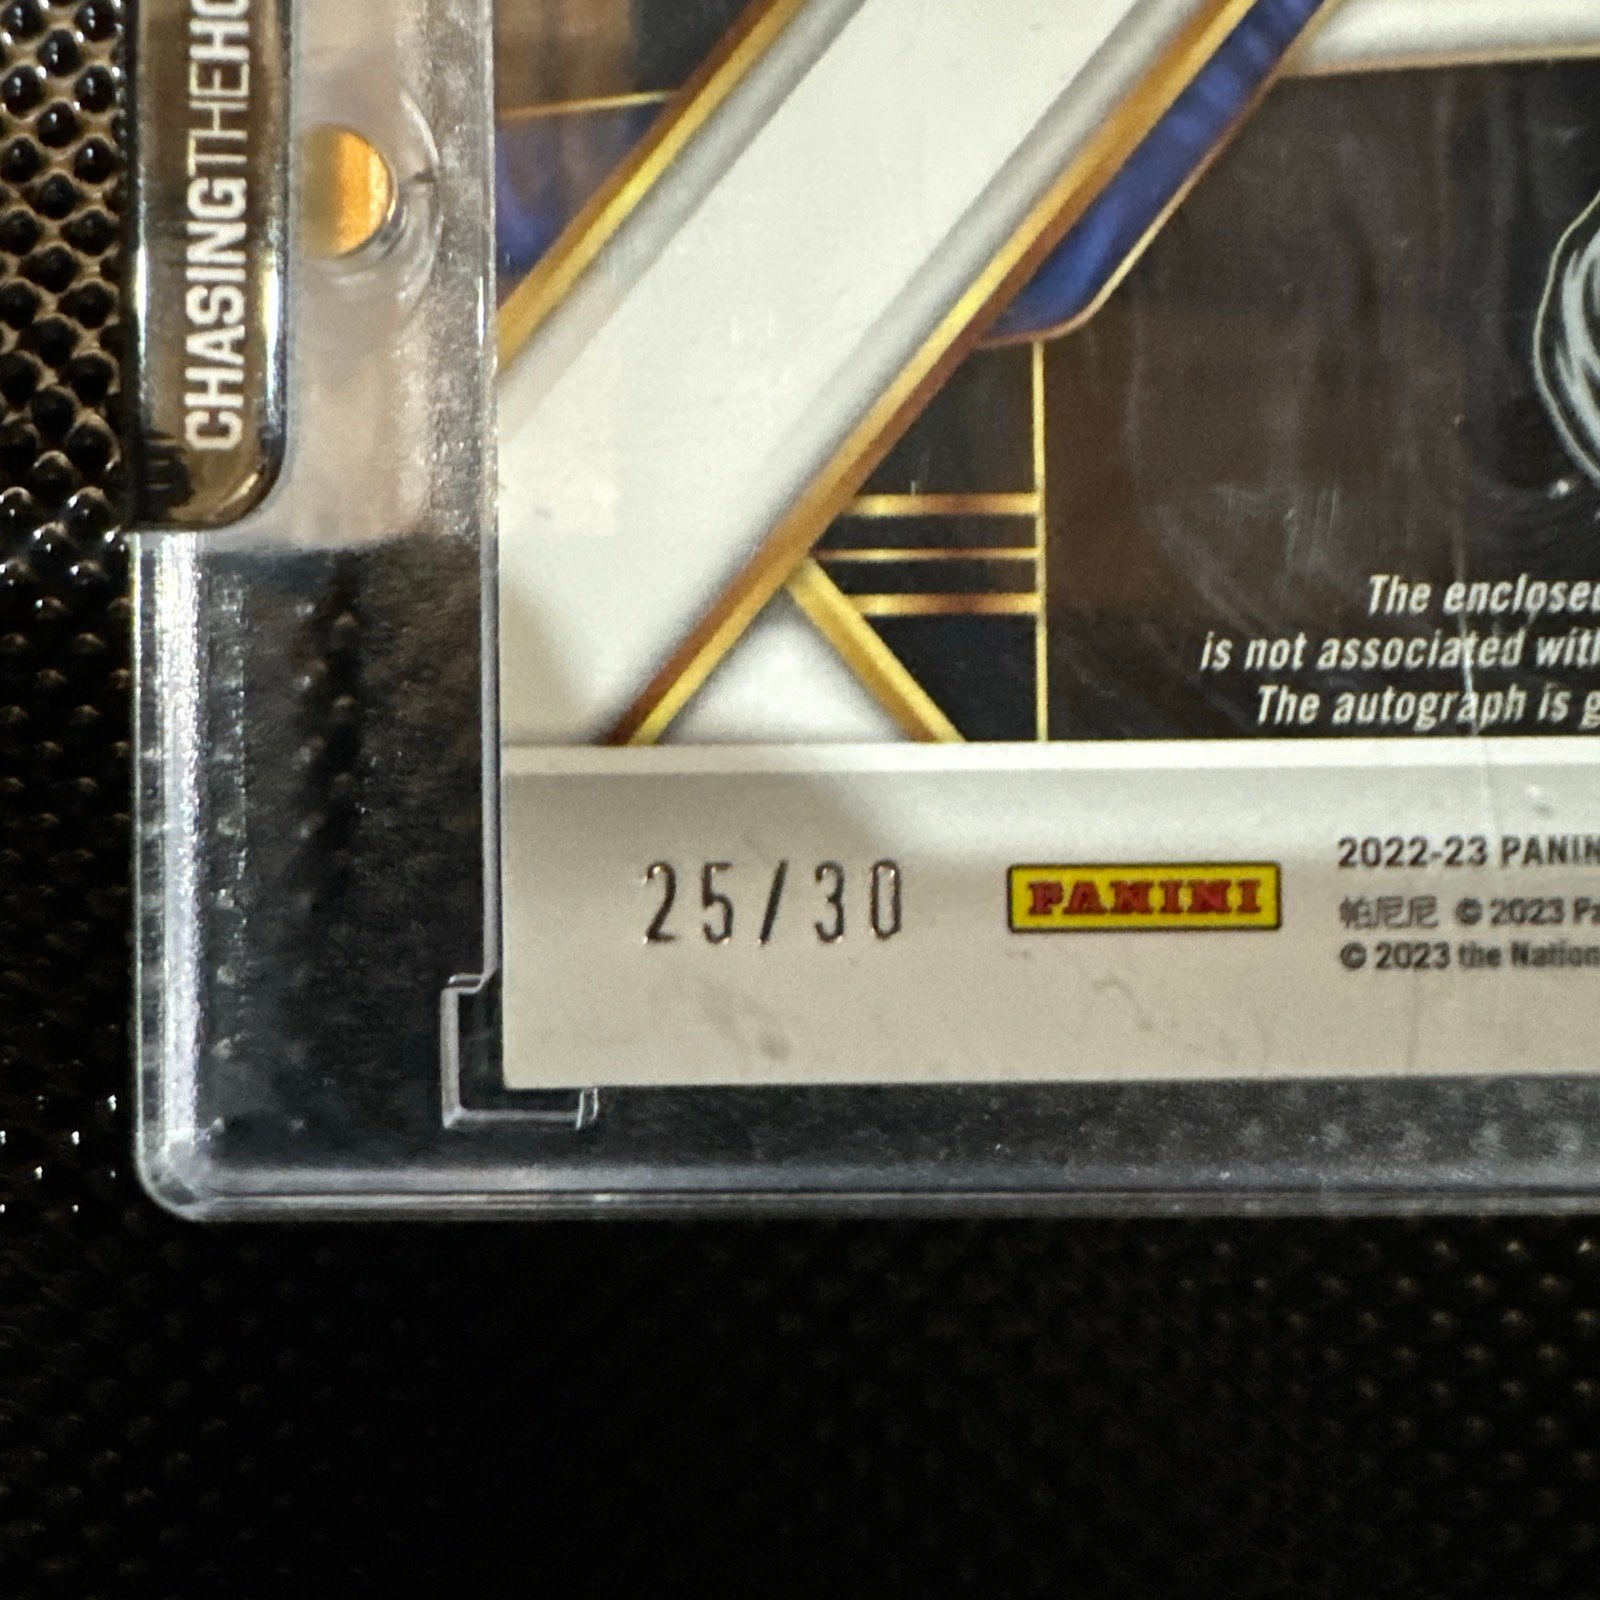 CHASINGTHEHO
The enclosed
is not associated with
The autograph is g
25/30
PANINI
2022-23 PANIN
帕尼尼 © 2023 Pa
© 2023 the Nation